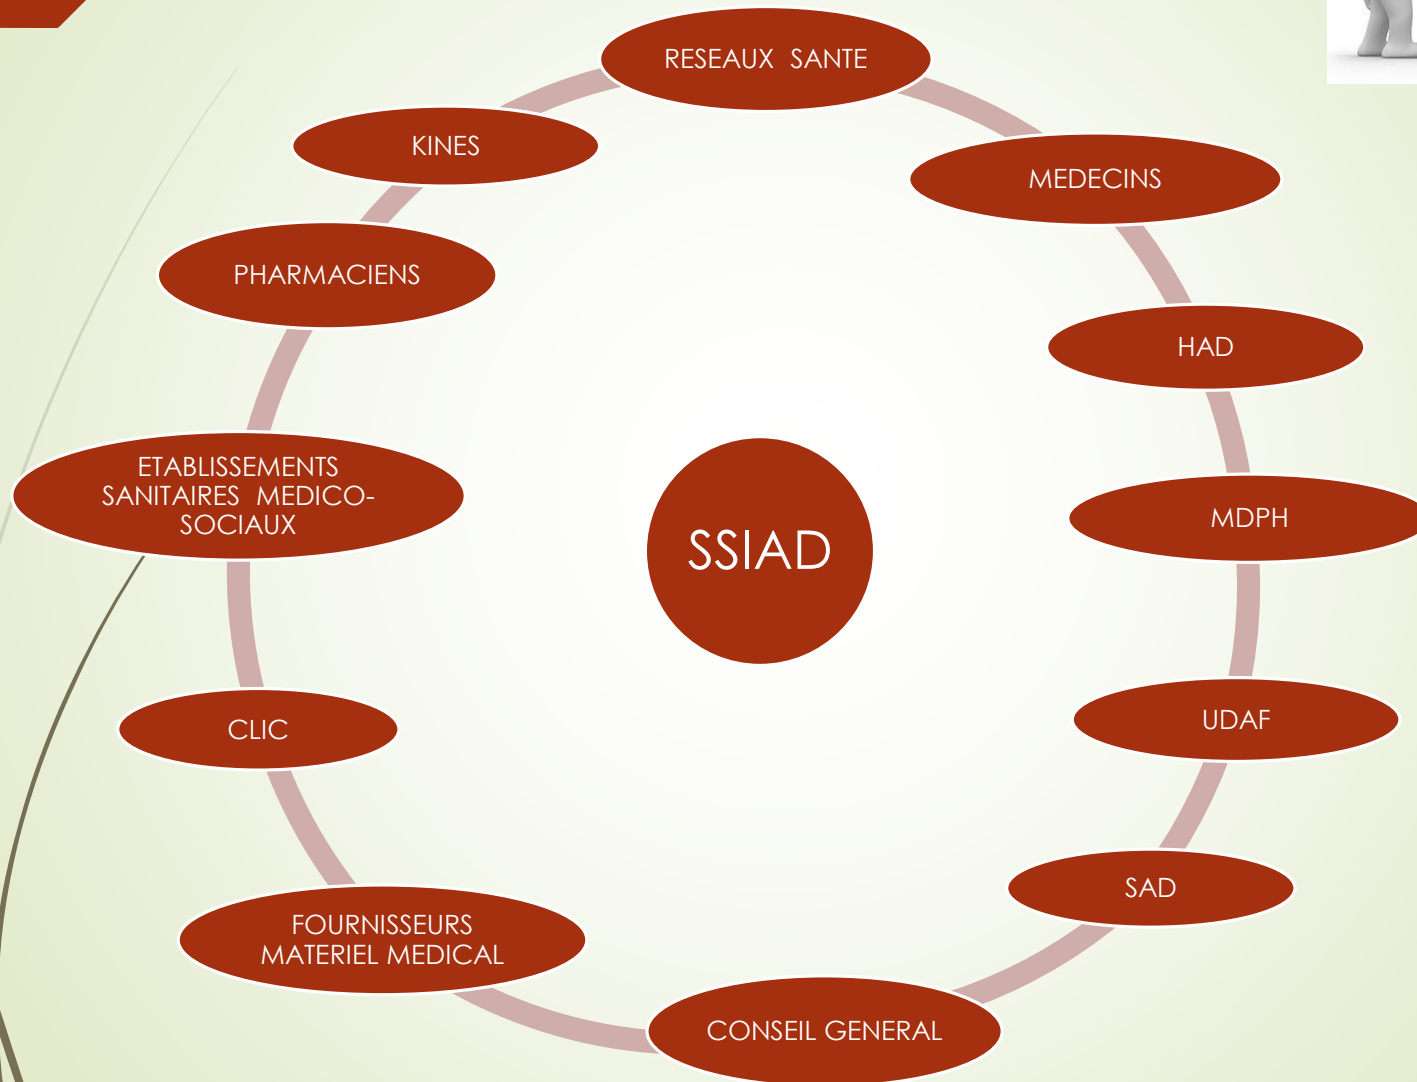 RESEAUX SANTE
KINES
MEDECINS
PHARMACIENS
HAD
ETABLISSEMENTS
SANITAIRES MEDICO-
SOCIAUX
MDPH
SSIAD
UDAF
CLIC
SAD
FOURNISSEURS
MATERIEL MEDICAL
CONSEIL GENERAL